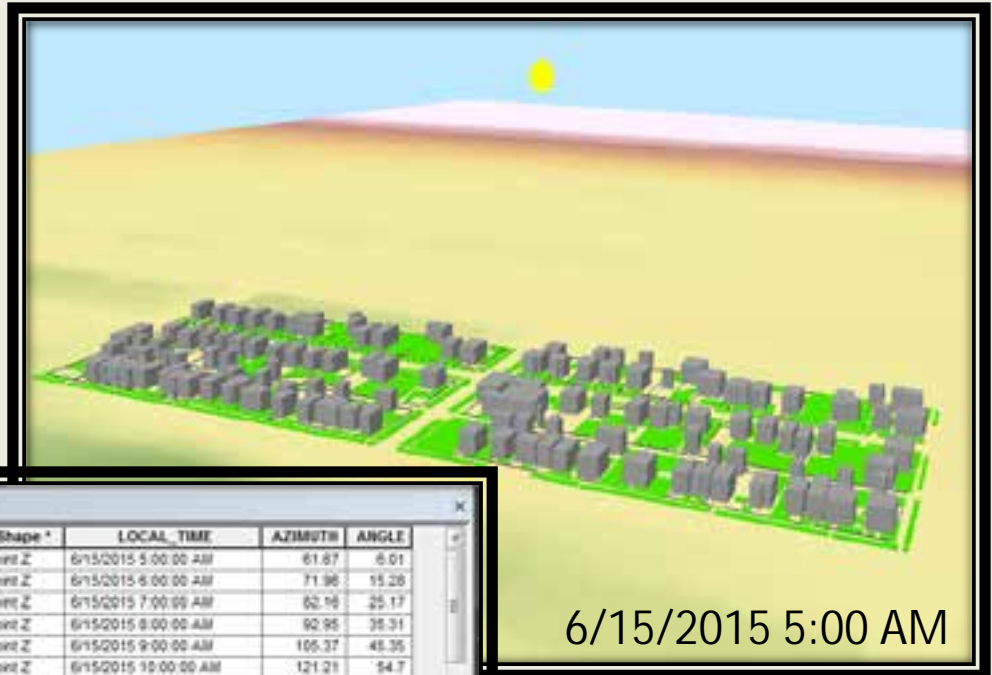 Shape * LOCAL_TIME AZIMUTH ANGLE
Z 6/15/2015 5:00:00 AM 61.87 6.01
Z 6/15/2015 6:00:00 AM 71.96 15.28
Z 6/15/2015 7:00:00 AM 82.16 25.17
Z 6/15/2015 8:00:00 AM 92.95 35.31
Z 6/15/2015 9:00:00 AM 105.37 45.35
Z 6/15/2015 10:00:00 AM 121.21 54.7
6/15/2015 5:00 AM